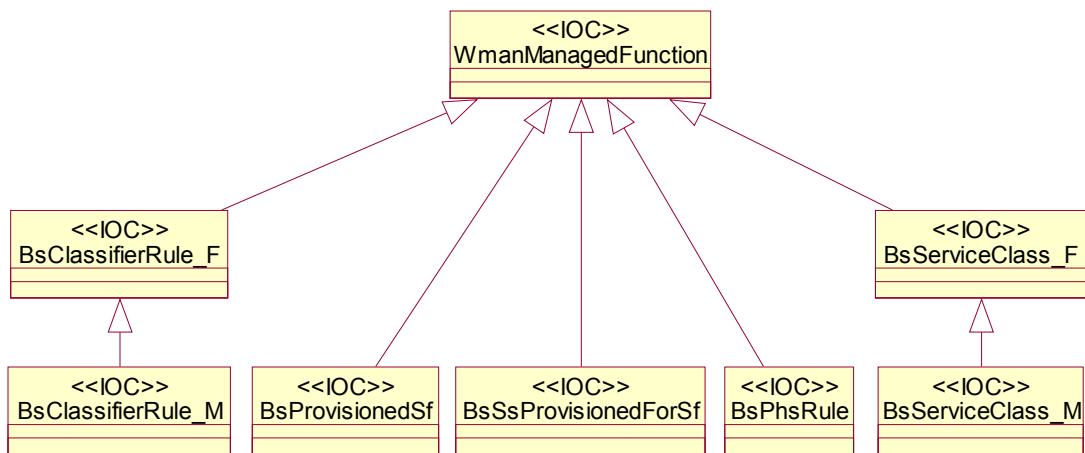 <<IOC>>
WmanManagedFunction
<<IOC>>
BsClassifierRule_F
<<IOC>>
BsServiceClass_F
<<IOC>>
BsClassifierRule_M
<<IOC>>
BsProvisionedSf
<<IOC>>
BsSsProvisionedForSf
<<IOC>>
BsPhsRule
<<IOC>>
BsServiceClass_M